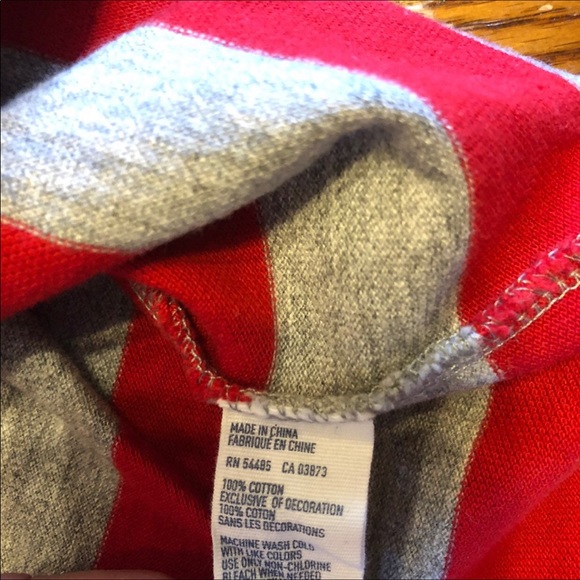 MADE IN CHINA
FABRIQUÉ EN CHINE
RN 54485 CA 03873
100% COTTON
EXCLUSIVE OF DECORATION
100% COTON
SANS LES DÉCORATIONS
MACHINE WASH COLD
WITH LIKE COLORS
USE ONLY NON-CHLORINE
BLEACH WHEN NEEDED